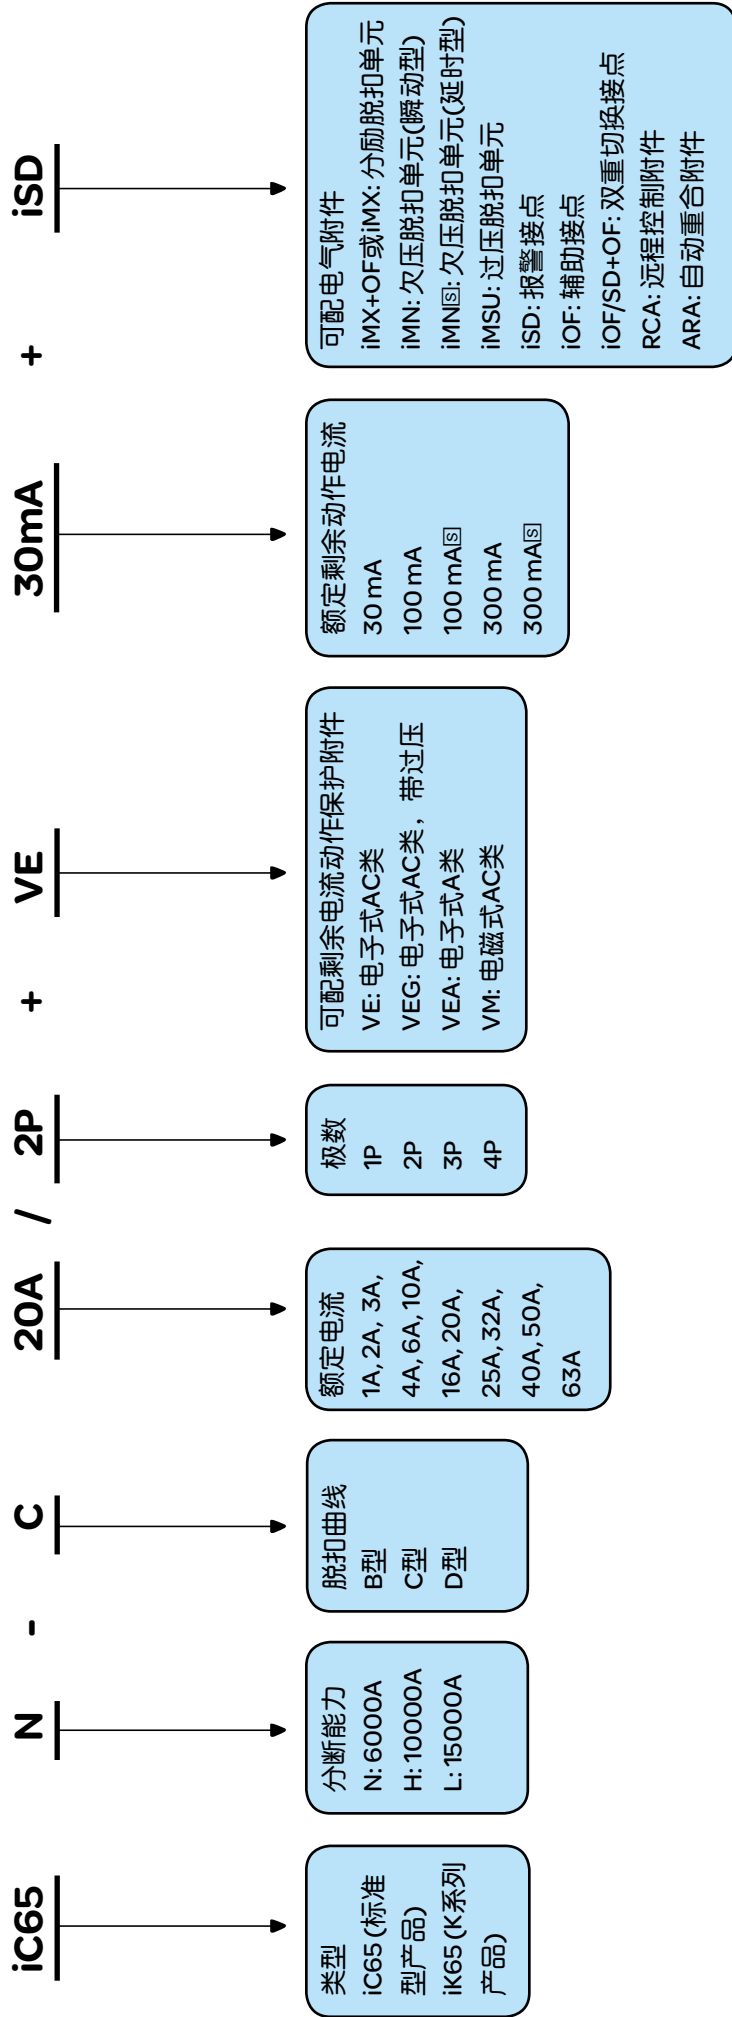 iC65 N - C 20A / 2P + VE + 30mA + iSD
类型
iC65 (标准
型产品)
iK65 (K系列
产品)
分断能力
N: 6000A
H: 10000A
L: 15000A
脱扣曲线
B型
C型
D型
额定电流
1A, 2A, 3A,
4A, 6A, 10A,
16A, 20A,
25A, 32A,
40A, 50A,
63A
极数
1P
2P
3P
4P
可配剩余电流动作保护附件
VE: 电子式AC类
VEG: 电子式AC类，带过压
VEA: 电子式A类
VM: 电磁式AC类
额定剩余动作电流
30 mA
100 mA
100 mA🅂
300 mA
300 mA🅂
可配电气附件
iMX+OF或iMX: 分励脱扣单元
iMN: 欠压脱扣单元(瞬动型)
iMN🅂: 欠压脱扣单元(延时型)
iMSU: 过压脱扣单元
iSD: 报警接点
iOF: 辅助接点
iOF/SD+OF: 双重切换接点
RCA: 远程控制附件
ARA: 自动重合附件